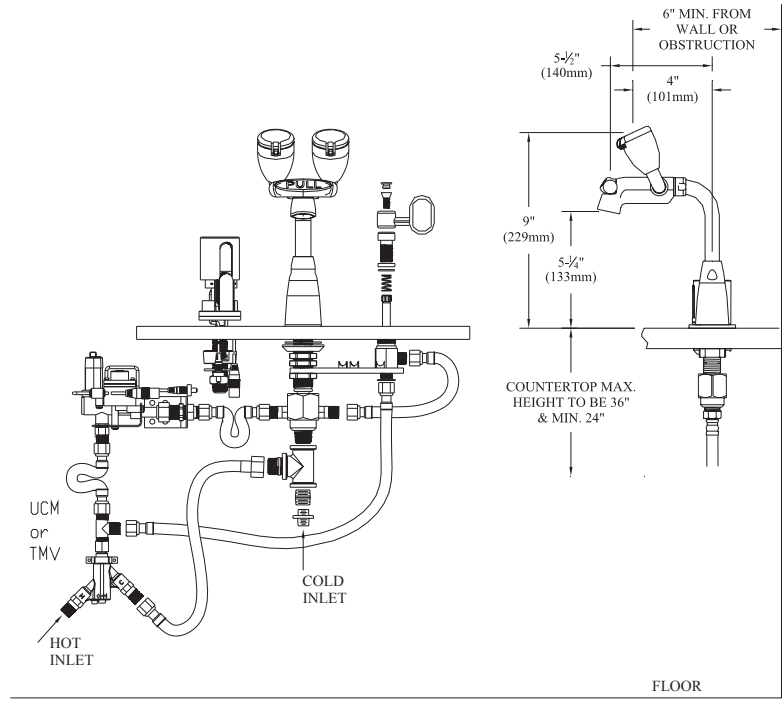 6" MIN. FROM
WALL OR
OBSTRUCTION
5-½"
(140mm)
4"
(101mm)
PULL
9"
(229mm)
5-¼"
(133mm)
MM
M
COUNTERTOP MAX.
HEIGHT TO BE 36"
& MIN. 24"
UCM
or
TMV
H
C
COLD
INLET
HOT
INLET
FLOOR